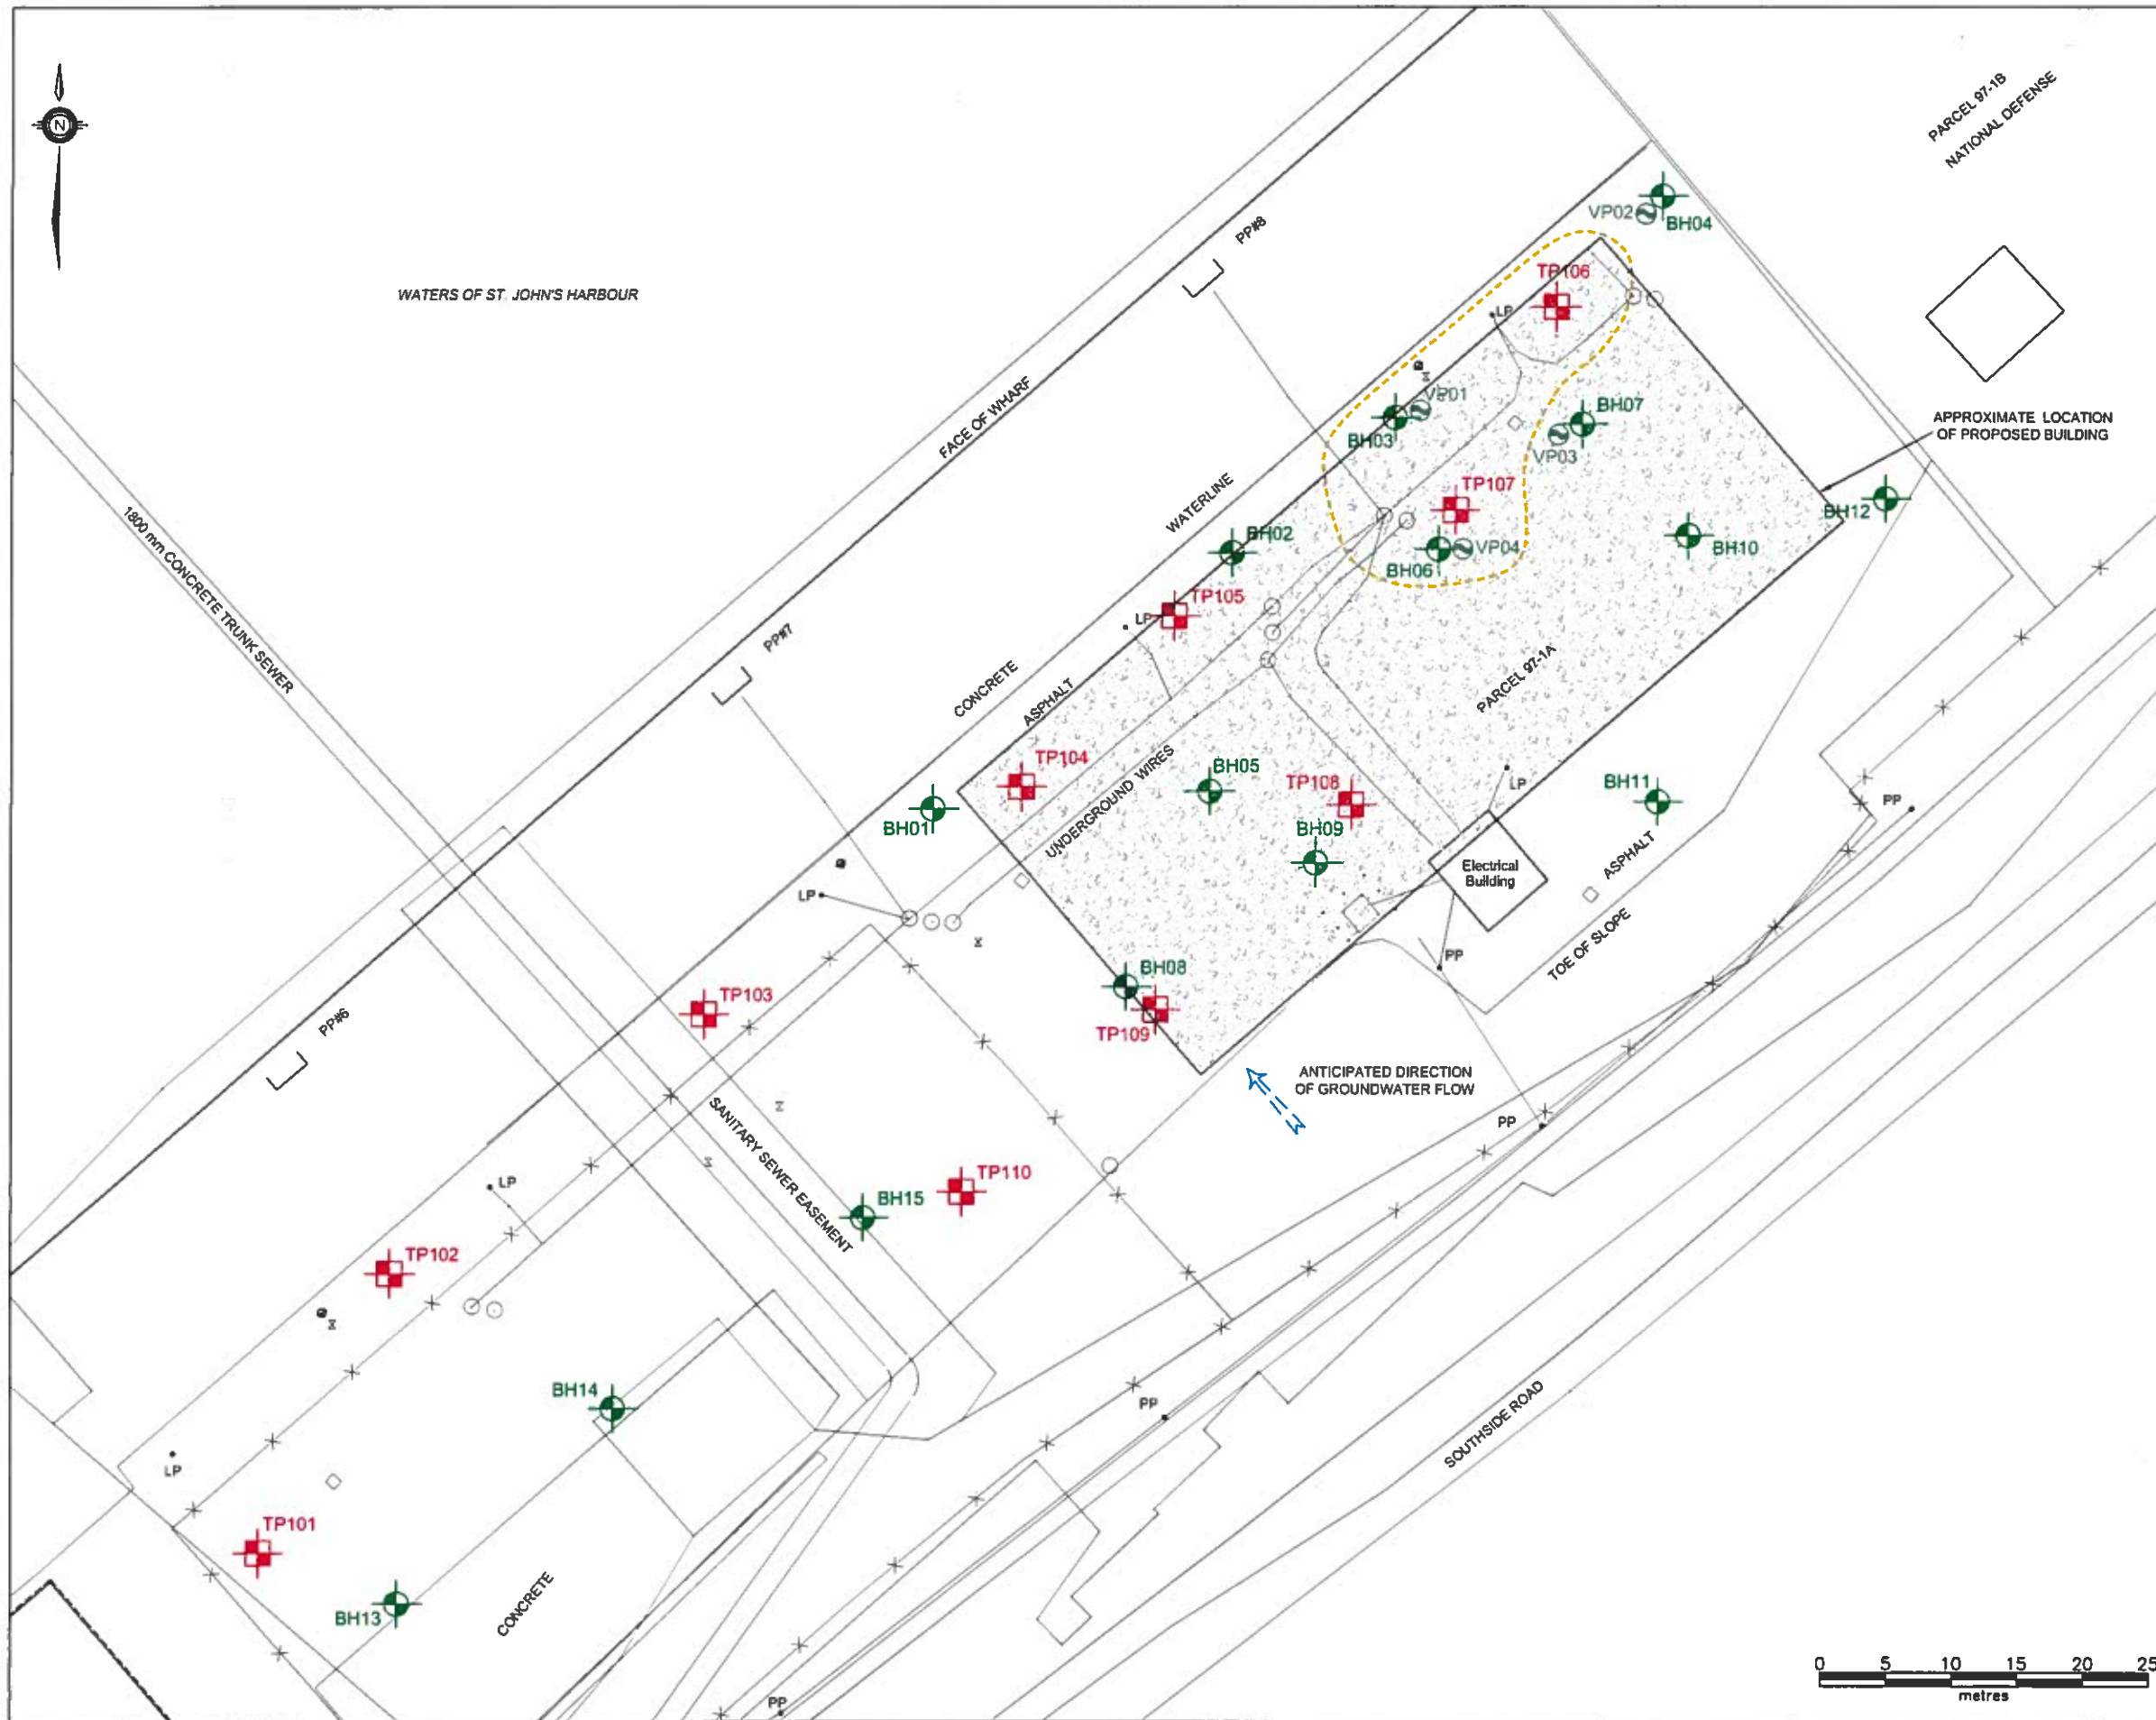 PARCEL 97-1B
NATIONAL DEFENSE
N
VP02
BH04
PP#8
TP106
WATERS OF ST. JOHN'S HARBOUR
LP
FACE OF WHARF
VP01
BH03
BH07
VP03
APPROXIMATE LOCATION
OF PROPOSED BUILDING
TP107
WATERLINE
BH12
BH02
BH10
VP04
BH06
1800 mm CONCRETE TRUNK SEWER
TP105
LP
PP#7
CONCRETE
ASPHALT
PARCEL 97-1A
TP104
UNDERGROUND WIRES
BH05
TP108
LP
BH11
PP
BH01
BH09
Electrical
Building
ASPHALT
LP
TOE OF SLOPE
PP
BH08
TP103
TP109
PP#6
ANTICIPATED DIRECTION
OF GROUNDWATER FLOW
PP
SANITARY SEWER EASEMENT
TP110
LP
BH15
TP102
BH14
PP
SOUTHSIDE ROAD
LP
TP101
CONCRETE
BH13
PP
0 5 10 15 20 25
metres